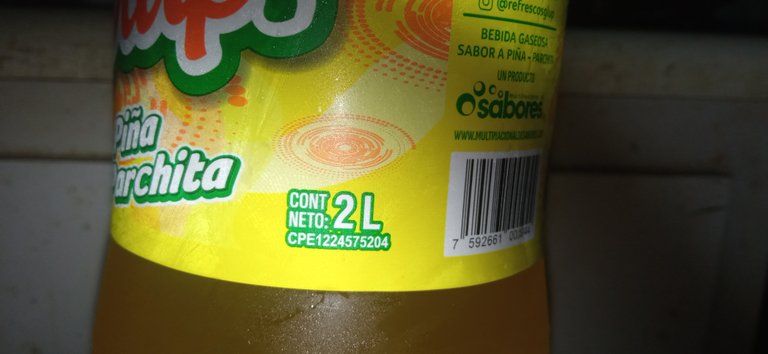 Piña
Parchita
CONT
NETO: 2 L
CPE1224575204
@refrescosglup
BEBIDA GASEOSA
SABOR A PIÑA - PARCHITA
UN PRODUCTO
sabores
7 592661